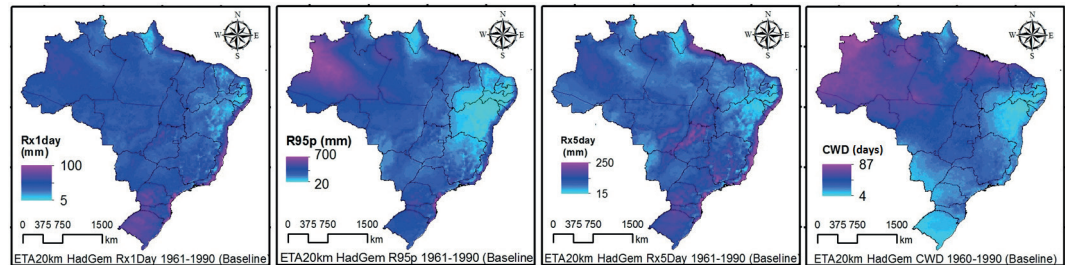 N
W E
S
Rx1day
(mm)
100
5
0 375 750 1500
km
ETA20km HadGem Rx1Day 1961-1990 (Baseline)
N
W E
S
R95p (mm)
700
20
0 375 750 1500
km
ETA20km HadGem R95p 1961-1990 (Baseline)
N
W E
S
Rx5day
(mm)
250
15
0 375 750 1500
km
ETA20km HadGem Rx5Day 1961-1990 (Baseline)
N
W E
S
CWD (days)
87
4
0 375 750 1500
km
ETA20km HadGem CWD 1960-1990 (Baseline)